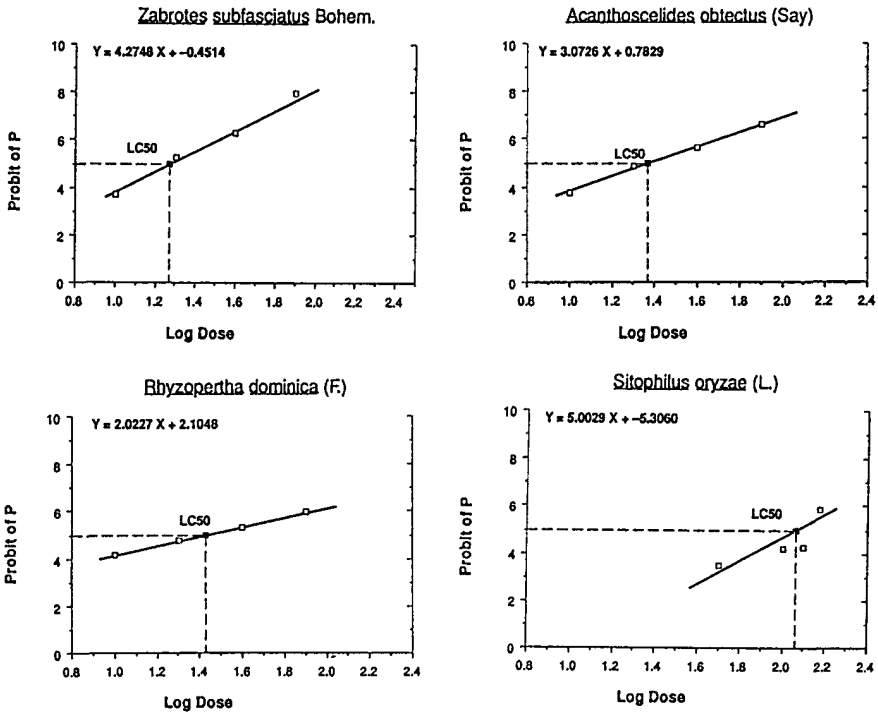 Zabrotes subfasciatus Bohem.
Y = 4.2748 X + -0.4514
10
8
6
4
2
0
Probit of P
LC50
0.8 1.0 1.2 1.4 1.6 1.8 2.0 2.2 2.4
Log Dose
Acanthoscelides obtectus (Say)
Y = 3.0726 X + 0.7829
10
8
6
4
2
0
Probit of P
LC50
0.8 1.0 1.2 1.4 1.6 1.8 2.0 2.2 2.4
Log Dose
Rhyzopertha dominica (F.)
Y = 2.0227 X + 2.1048
10
8
6
4
2
0
Probit of P
LC50
0.8 1.0 1.2 1.4 1.6 1.8 2.0 2.2 2.4
Log Dose
Sitophilus oryzae (L.)
Y = 5.0029 X + -5.3060
10
8
6
4
2
0
Probit of P
LC50
0.8 1.0 1.2 1.4 1.6 1.8 2.0 2.2 2.4
Log Dose